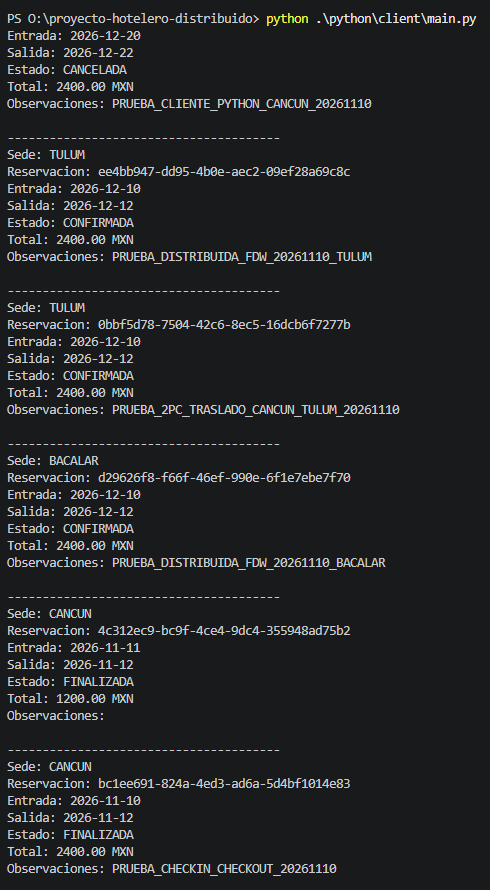 PS O:\proyecto-hotelero-distribuido> python .\python\client\main.py
Entrada: 2026-12-20
Salida: 2026-12-22
Estado: CANCELADA
Total: 2400.00 MXN
Observaciones: PRUEBA_CLIENTE_PYTHON_CANCUN_20261110
---------------------------------------
Sede: TULUM
Reservacion: ee4bb947-dd95-4b0e-aec2-09ef28a69c8c
Entrada: 2026-12-10
Salida: 2026-12-12
Estado: CONFIRMADA
Total: 2400.00 MXN
Observaciones: PRUEBA_DISTRIBUIDA_FDW_20261110_TULUM
---------------------------------------
Sede: TULUM
Reservacion: 0bbf5d78-7504-42c6-8ec5-16dcb6f7277b
Entrada: 2026-12-10
Salida: 2026-12-12
Estado: CONFIRMADA
Total: 2400.00 MXN
Observaciones: PRUEBA_2PC_TRASLADO_CANCUN_TULUM_20261110
---------------------------------------
Sede: BACALAR
Reservacion: d29626f8-f66f-46ef-990e-6f1e7ebe7f70
Entrada: 2026-12-10
Salida: 2026-12-12
Estado: CONFIRMADA
Total: 2400.00 MXN
Observaciones: PRUEBA_DISTRIBUIDA_FDW_20261110_BACALAR
---------------------------------------
Sede: CANCUN
Reservacion: 4c312ec9-bc9f-4ce4-9dc4-355948ad75b2
Entrada: 2026-11-11
Salida: 2026-11-12
Estado: FINALIZADA
Total: 1200.00 MXN
Observaciones:
---------------------------------------
Sede: CANCUN
Reservacion: bc1ee691-824a-4ed3-ad6a-5d4bf1014e83
Entrada: 2026-11-10
Salida: 2026-11-12
Estado: FINALIZADA
Total: 2400.00 MXN
Observaciones: PRUEBA_CHECKIN_CHECKOUT_20261110